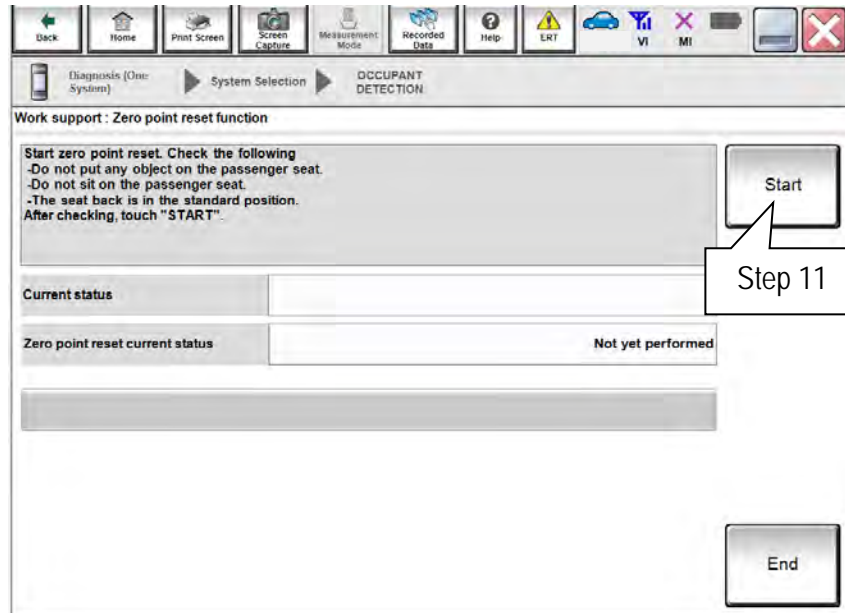 Back
Home
Print Screen
Screen Capture
Measurement Mode
Recorded Data
Help
ERT
VI
MI
Diagnosis (One System)
System Selection
OCCUPANT DETECTION
Work support : Zero point reset function
Start zero point reset. Check the following
-Do not put any object on the passenger seat.
-Do not sit on the passenger seat.
-The seat back is in the standard position.
After checking, touch "START".
Start
Step 11
Current status
Zero point reset current status
Not yet performed
End